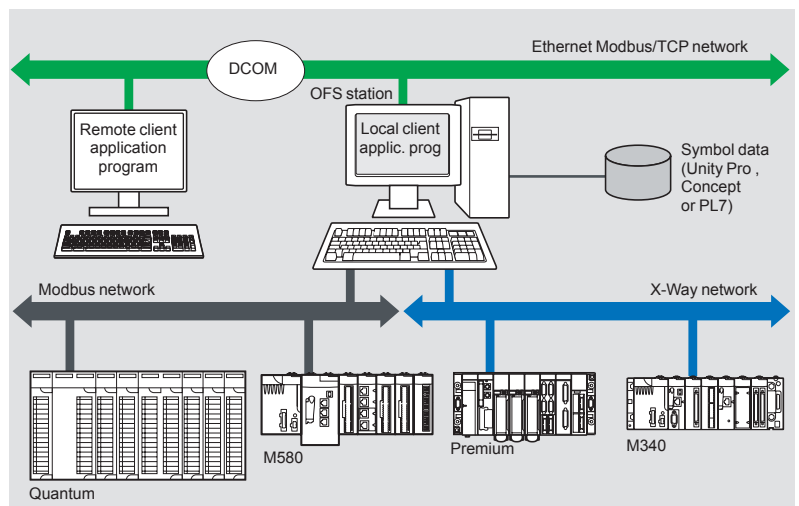 Ethernet Modbus/TCP network
DCOM
OFS station
Remote client
application
program
Local client
applic. prog
Symbol data
(Unity Pro ,
Concept
or PL7)
Modbus network
X-Way network
M580
Premium
M340
Quantum